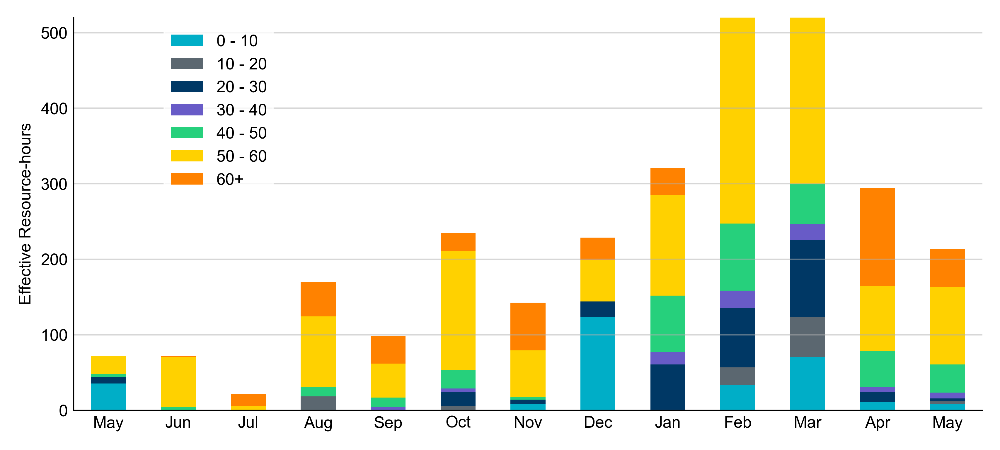 500
400
300
200
100
0
Effective Resource-hours
0 - 10
10 - 20
20 - 30
30 - 40
40 - 50
50 - 60
60+
May Jun Jul Aug Sep Oct Nov Dec Jan Feb Mar Apr May